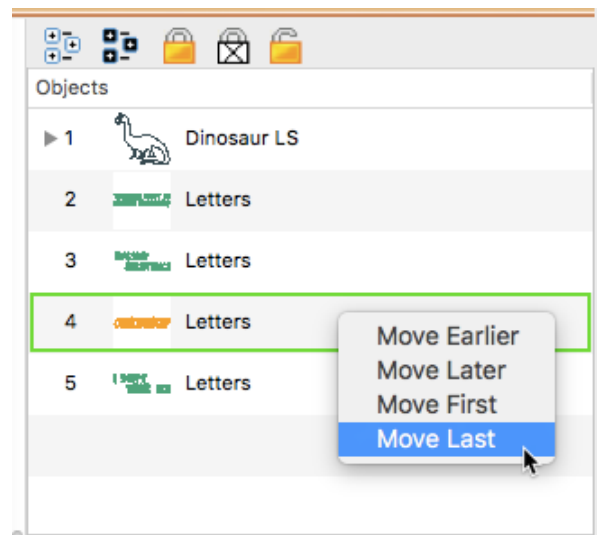 Objects
1 Dinosaur LS
2 Letters
3 Letters
4 Letters
5 Letters
Move Earlier
Move Later
Move First
Move Last